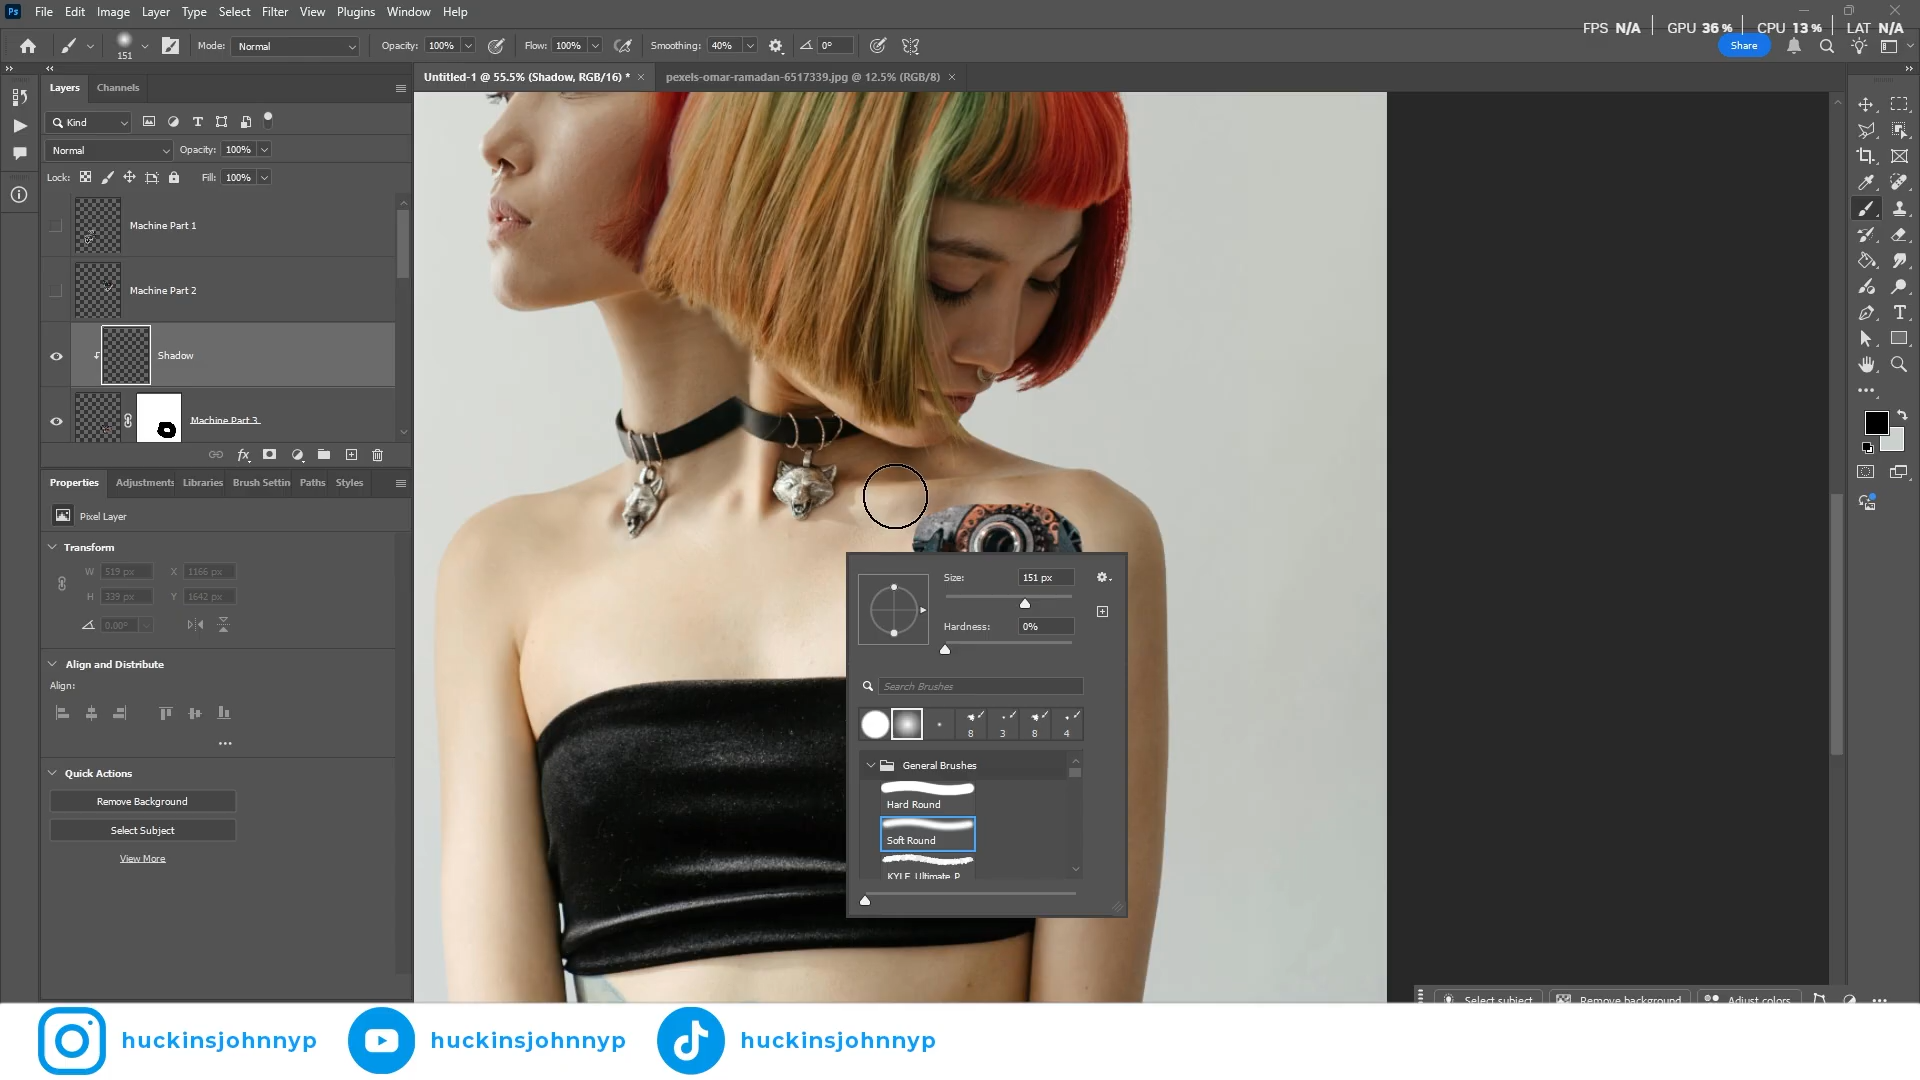 Ps File Edit Image Layer Type Select Filter View Plugins Window Help
FPS N/A GPU 36 % CPU 13 % LAT N/A
151 Mode: Normal Opacity: 100% Flow: 100% Smoothing: 40% 0° Share
Untitled-1 @ 55.5% (Shadow, RGB/16) * × pexels-omar-ramadan-6517339.jpg @ 12.5% (RGB/8) ×
Layers Channels
Kind
Normal Opacity: 100%
Lock: Fill: 100%
Machine Part 1
Machine Part 2
Shadow
Machine Part 3
fx
Properties Adjustments Libraries Brush Settin Paths Styles
Pixel Layer
Transform
W 519 px X 1166 px
H 339 px Y 1642 px
0.00°
Align and Distribute
Align:
Quick Actions
Remove Background
Select Subject
View More
Size: 151 px
Hardness: 0%
Search Brushes
8 3 8 4
General Brushes
Hard Round
Soft Round
KYLE Ultimate P
Select subject Remove background Adjust colors
huckinsjohnnyp huckinsjohnnyp huckinsjohnnyp